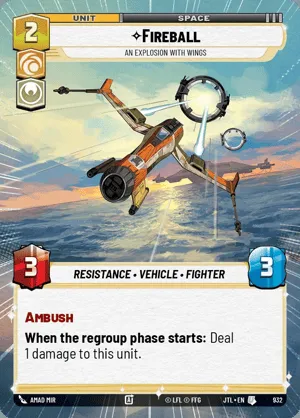 UNIT
SPACE
2
✧FIREBALL
AN EXPLOSION WITH WINGS
3
RESISTANCE • VEHICLE • FIGHTER
3
AMBUSH
When the regroup phase starts: Deal
1 damage to this unit.
AMAD MIR
© LFL © FFG
JTL • EN
932